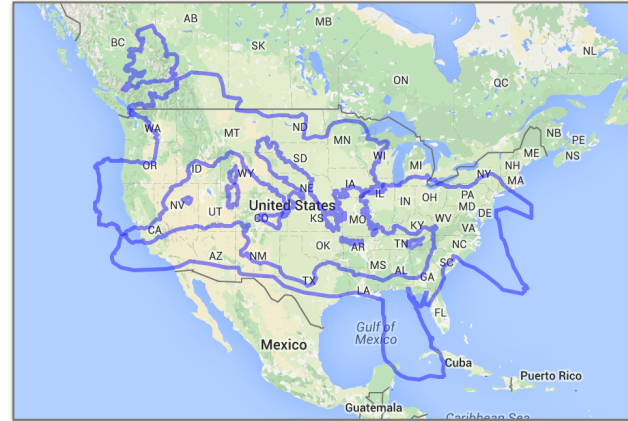 AB
MB
BC
SK
NL
ON
QC
NB
PE
WA
ND
MT
MN
ME
NS
OR
ID
SD
WI
MI
NH
NY
MA
WY
NE
IA
IL
OH
PA
NV
UT
United States
IN
MD
DE
CO
KS
MO
WV
VA
CA
KY
OK
AR
TN
NC
AZ
NM
MS
AL
SC
GA
TX
LA
FL
Gulf of
Mexico
Mexico
Cuba
Puerto Rico
Guatemala
Caribbean Sea